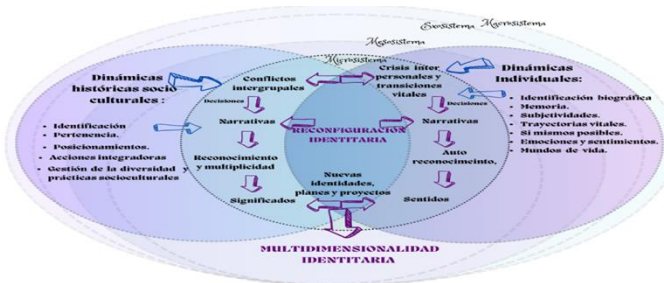 Exosistema
Macrosistema
Mesosistema
Microsistema
Dinámicas
históricas socio
culturales :
• Identificación
• Pertenencia.
• Posicionamientos.
• Acciones integradoras
• Gestión de la diversidad y
prácticas socioculturales
Conflictos
intergrupales
Decisiones
Narrativas
Reconocimiento
y multiplicidad
Significados
RECONFIGURACIÓN
IDENTITARIA
Nuevas
identidades,
planes y proyectos
Crisis inter
personales y
transiciones
vitales
Decisiones
Narrativas
Auto
reconocimeinto.
Sentidos
Dinámicas
Individuales:
• Identificación biográfica
• Memoria.
• Subjetividades.
• Trayectorias vitales.
• Si mismos posibles.
• Emociones y sentimientos.
• Mundos de vida.
MULTIDIMENSIONALIDAD
IDENTITARIA